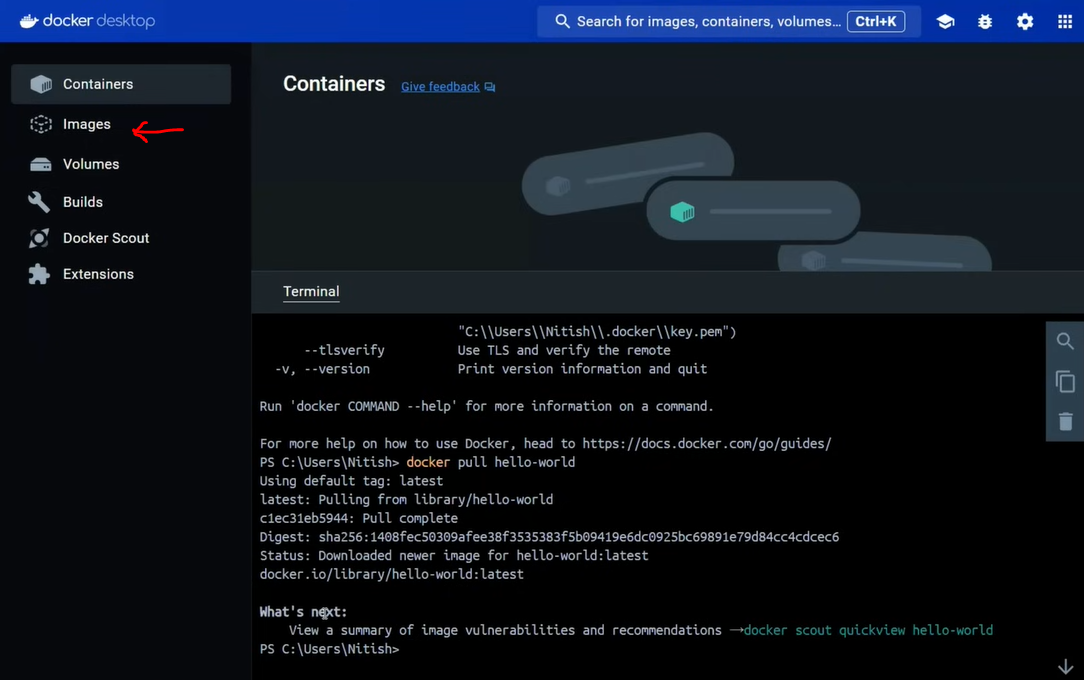 docker desktop
Search for images, containers, volumes... Ctrl+K
Containers
Images
Volumes
Builds
Docker Scout
Extensions
Containers Give feedback
Terminal
"C:\\Users\\Nitish\\.docker\\key.pem")
--tlsverify Use TLS and verify the remote
-v, --version Print version information and quit
Run 'docker COMMAND --help' for more information on a command.
For more help on how to use Docker, head to https://docs.docker.com/go/guides/
PS C:\Users\Nitish> docker pull hello-world
Using default tag: latest
latest: Pulling from library/hello-world
c1ec31eb5944: Pull complete
Digest: sha256:1408fec50309afee38f3535383f5b09419e6dc0925bc69891e79d84cc4cdcec6
Status: Downloaded newer image for hello-world:latest
docker.io/library/hello-world:latest
What's next:
View a summary of image vulnerabilities and recommendations → docker scout quickview hello-world
PS C:\Users\Nitish>